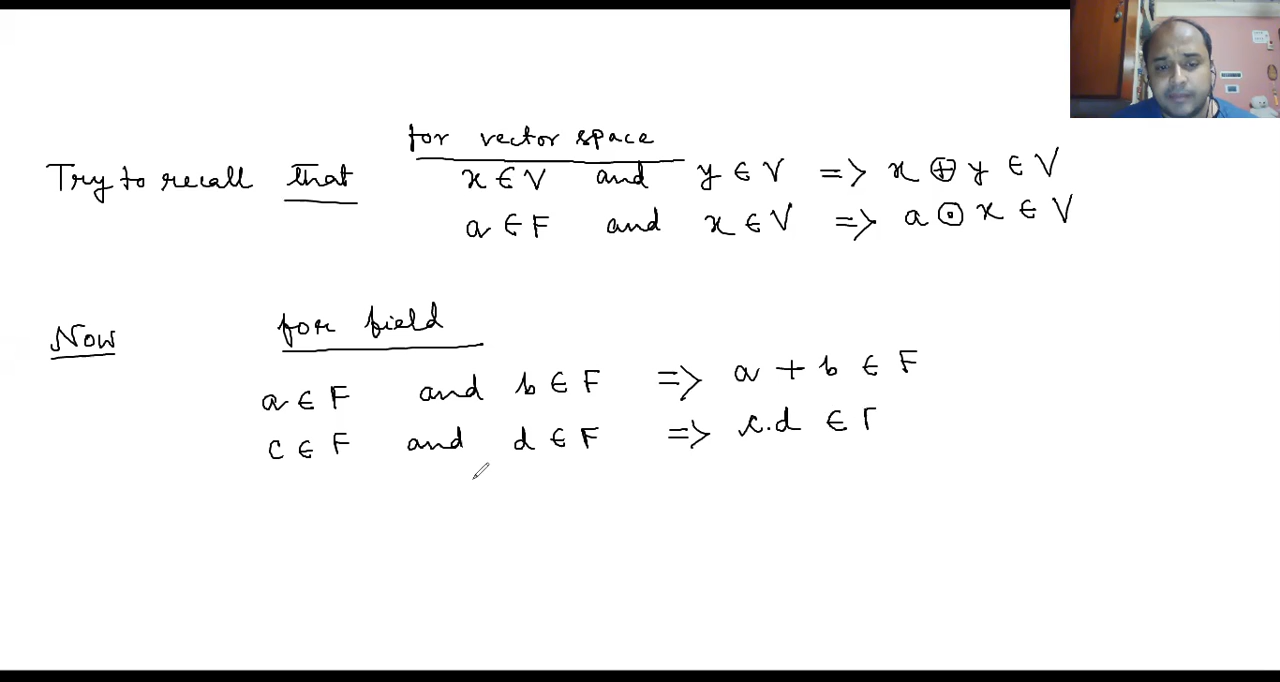 for vector space
Try to recall that x ∈ V and y ∈ V => x ⊕ y ∈ V
a ∈ F and x ∈ V => a ⊙ x ∈ V
Now for field
a ∈ F and b ∈ F => a + b ∈ F
c ∈ F and d ∈ F => c.d ∈ Γ